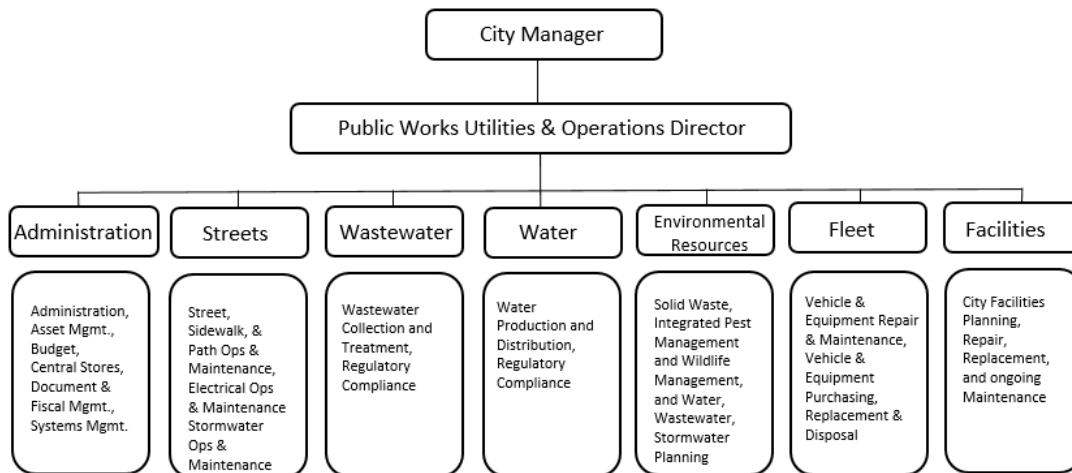 City Manager
Public Works Utilities & Operations Director
Administration
Streets
Wastewater
Water
Environmental
Resources
Fleet
Facilities
Administration,
Asset Mgmt.,
Budget,
Central Stores,
Document &
Fiscal Mgmt.,
Systems Mgmt.
Street,
Sidewalk, &
Path Ops &
Maintenance,
Electrical Ops
& Maintenance
Stormwater
Ops &
Maintenance
Wastewater
Collection and
Treatment,
Regulatory
Compliance
Water
Production and
Distribution,
Regulatory
Compliance
Solid Waste,
Integrated Pest
Management
and Wildlife
Management,
and Water,
Wastewater,
Stormwater
Planning
Vehicle &
Equipment Repair
& Maintenance,
Vehicle &
Equipment
Purchasing,
Replacement &
Disposal
City Facilities
Planning,
Repair,
Replacement,
and ongoing
Maintenance